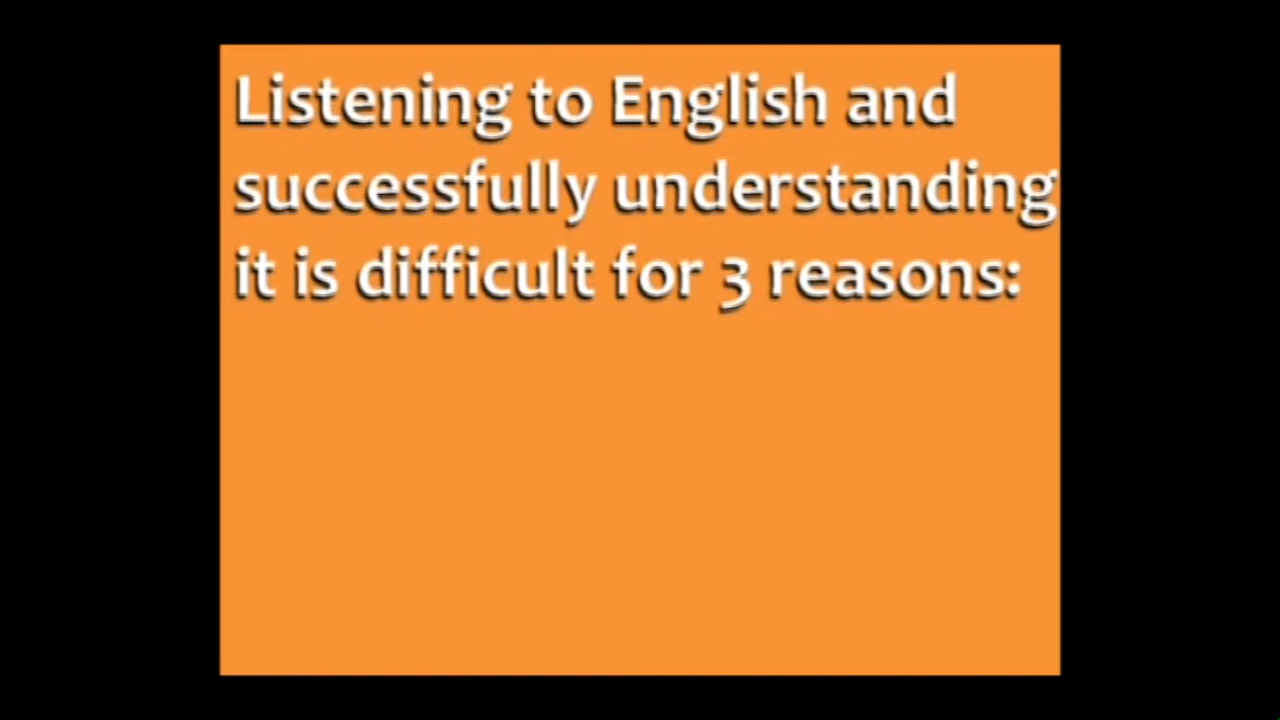 Listening to English and
successfully understanding
it is difficult for 3 reasons: